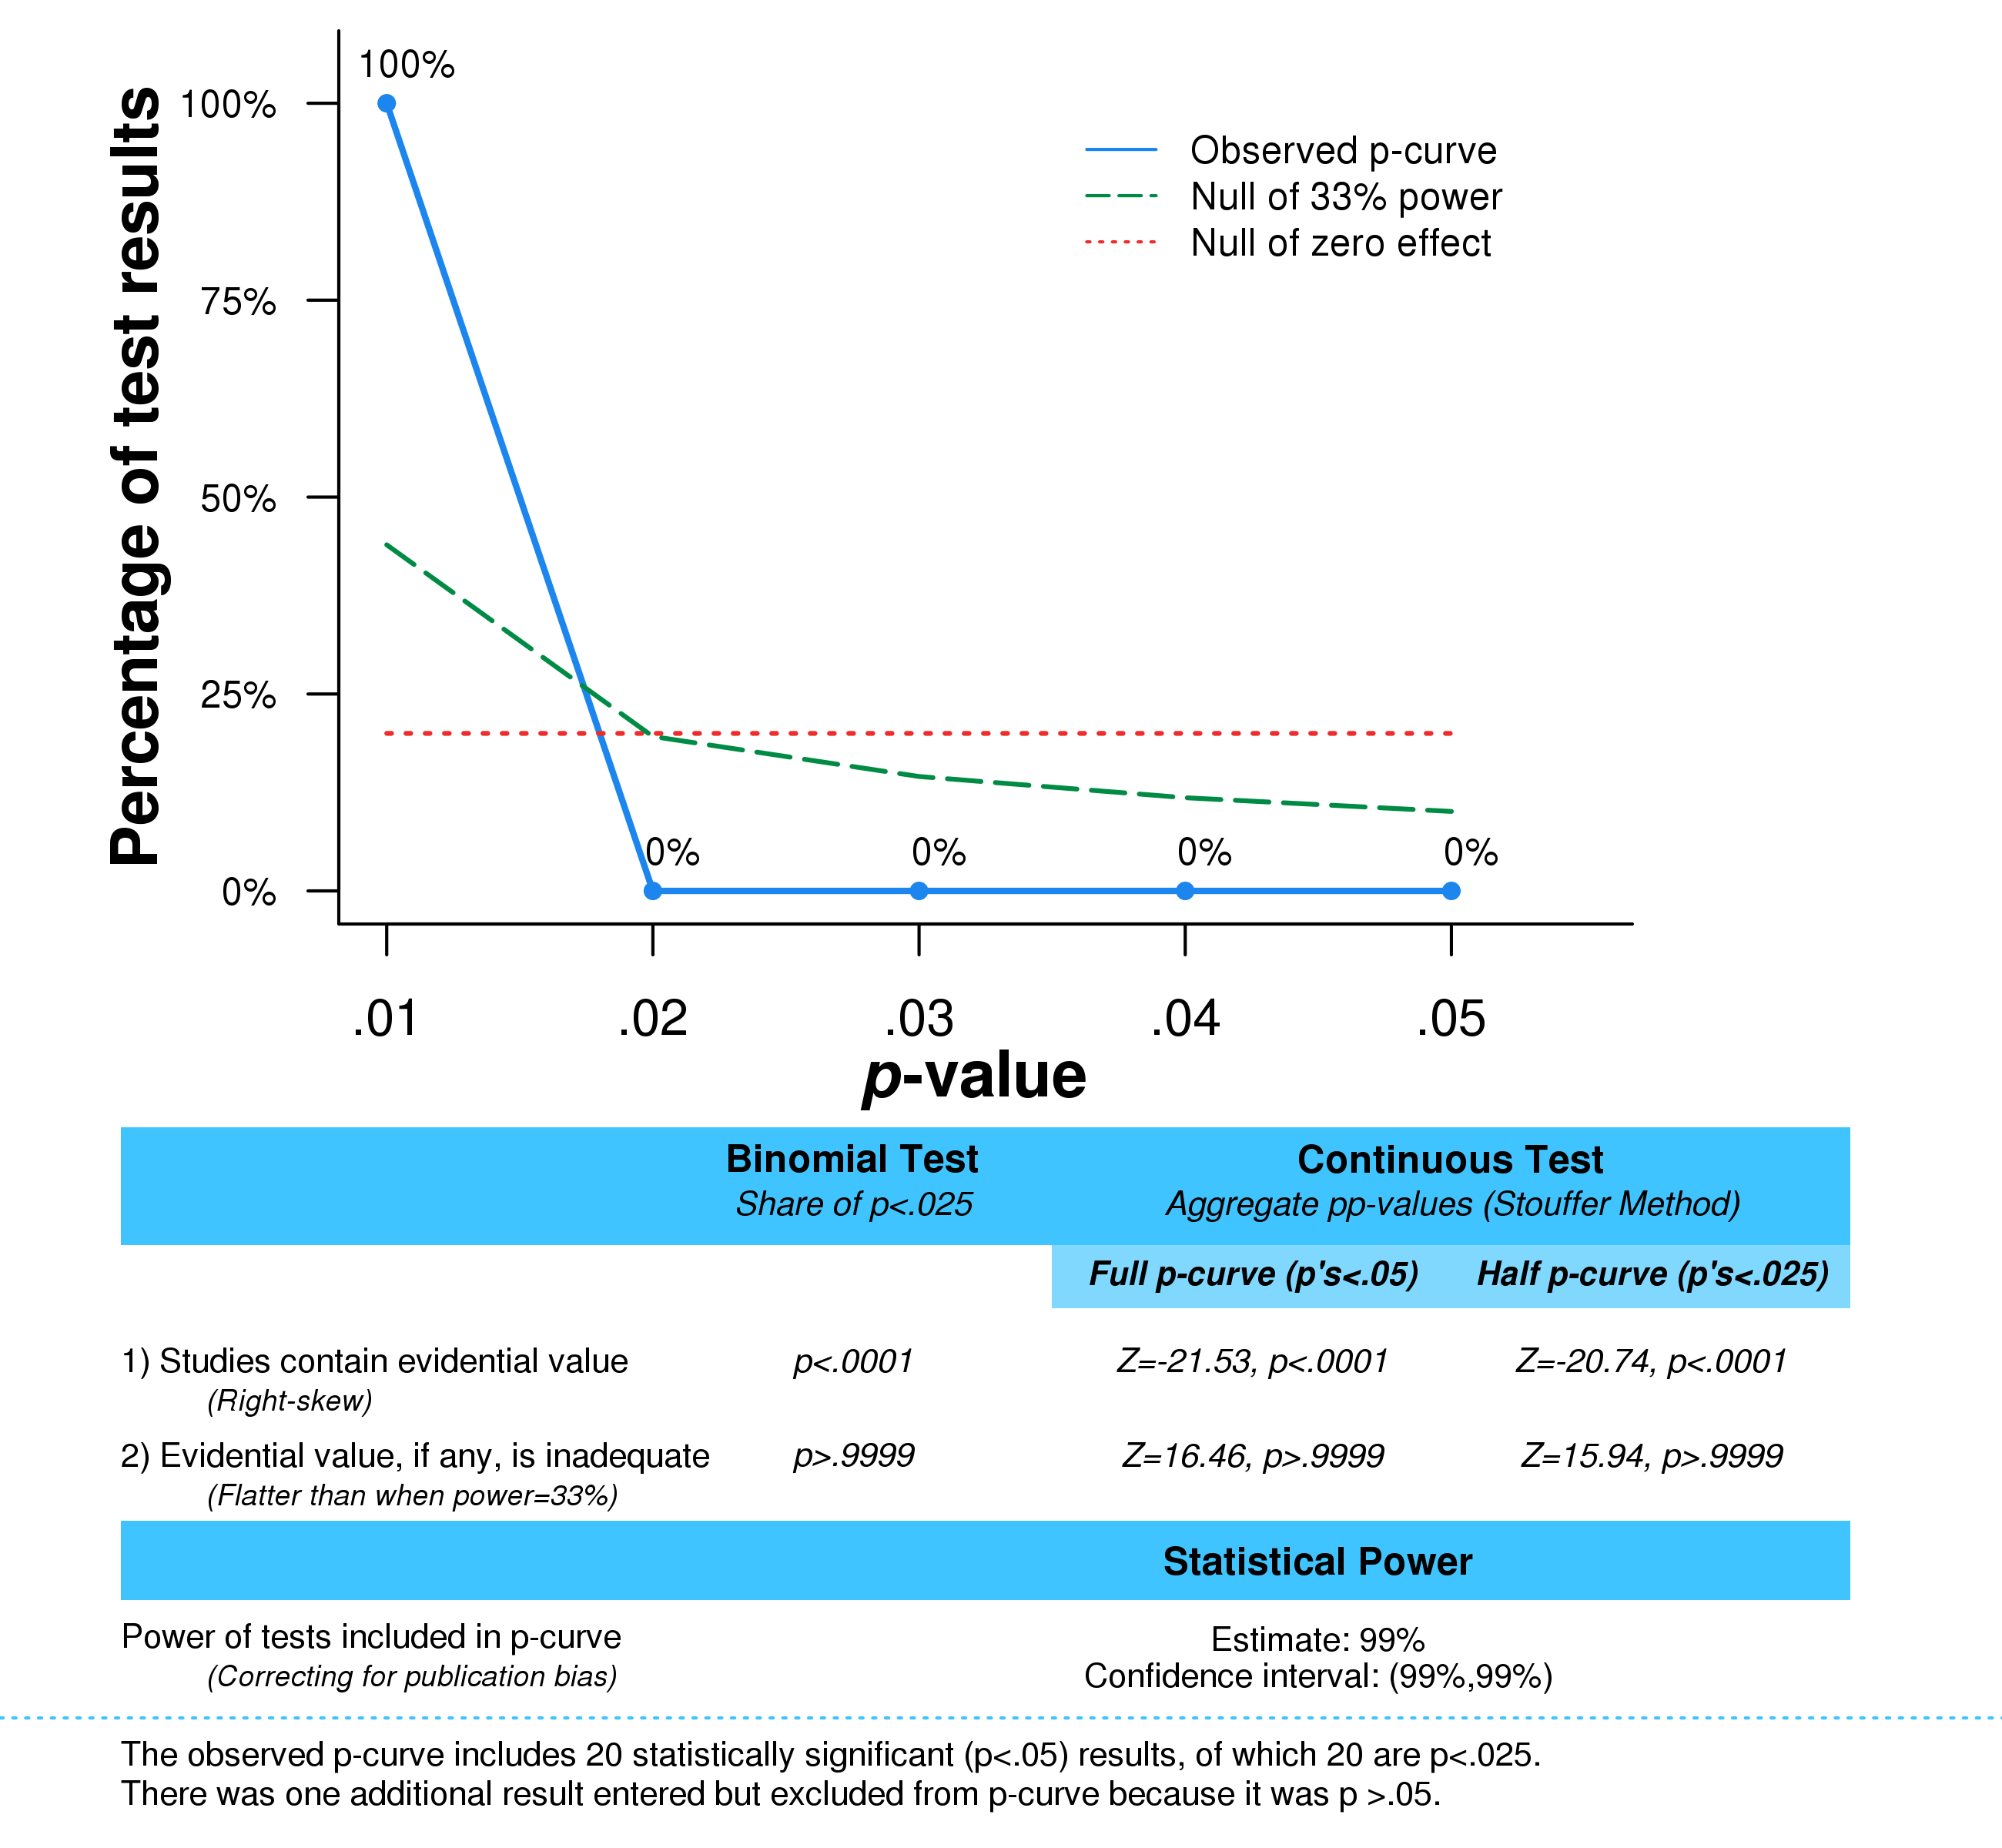 100%
100%
75%
50%
25%
0%
Percentage of test results
Observed p-curve
Null of 33% power
Null of zero effect
0%
0%
0%
0%
.01
.02
.03
.04
.05
p-value
Binomial Test
Continuous Test
Share of p<.025
Aggregate pp-values (Stouffer Method)
Full p-curve (p's<.05)
Half p-curve (p's<.025)
1) Studies contain evidential value
p<.0001
Z=-21.53, p<.0001
Z=-20.74, p<.0001
(Right-skew)
2) Evidential value, if any, is inadequate
p>.9999
Z=16.46, p>.9999
Z=15.94, p>.9999
(Flatter than when power=33%)
Statistical Power
Power of tests included in p-curve
Estimate: 99%
(Correcting for publication bias)
Confidence interval: (99%,99%)
The observed p-curve includes 20 statistically significant (p<.05) results, of which 20 are p<.025.
There was one additional result entered but excluded from p-curve because it was p >.05.